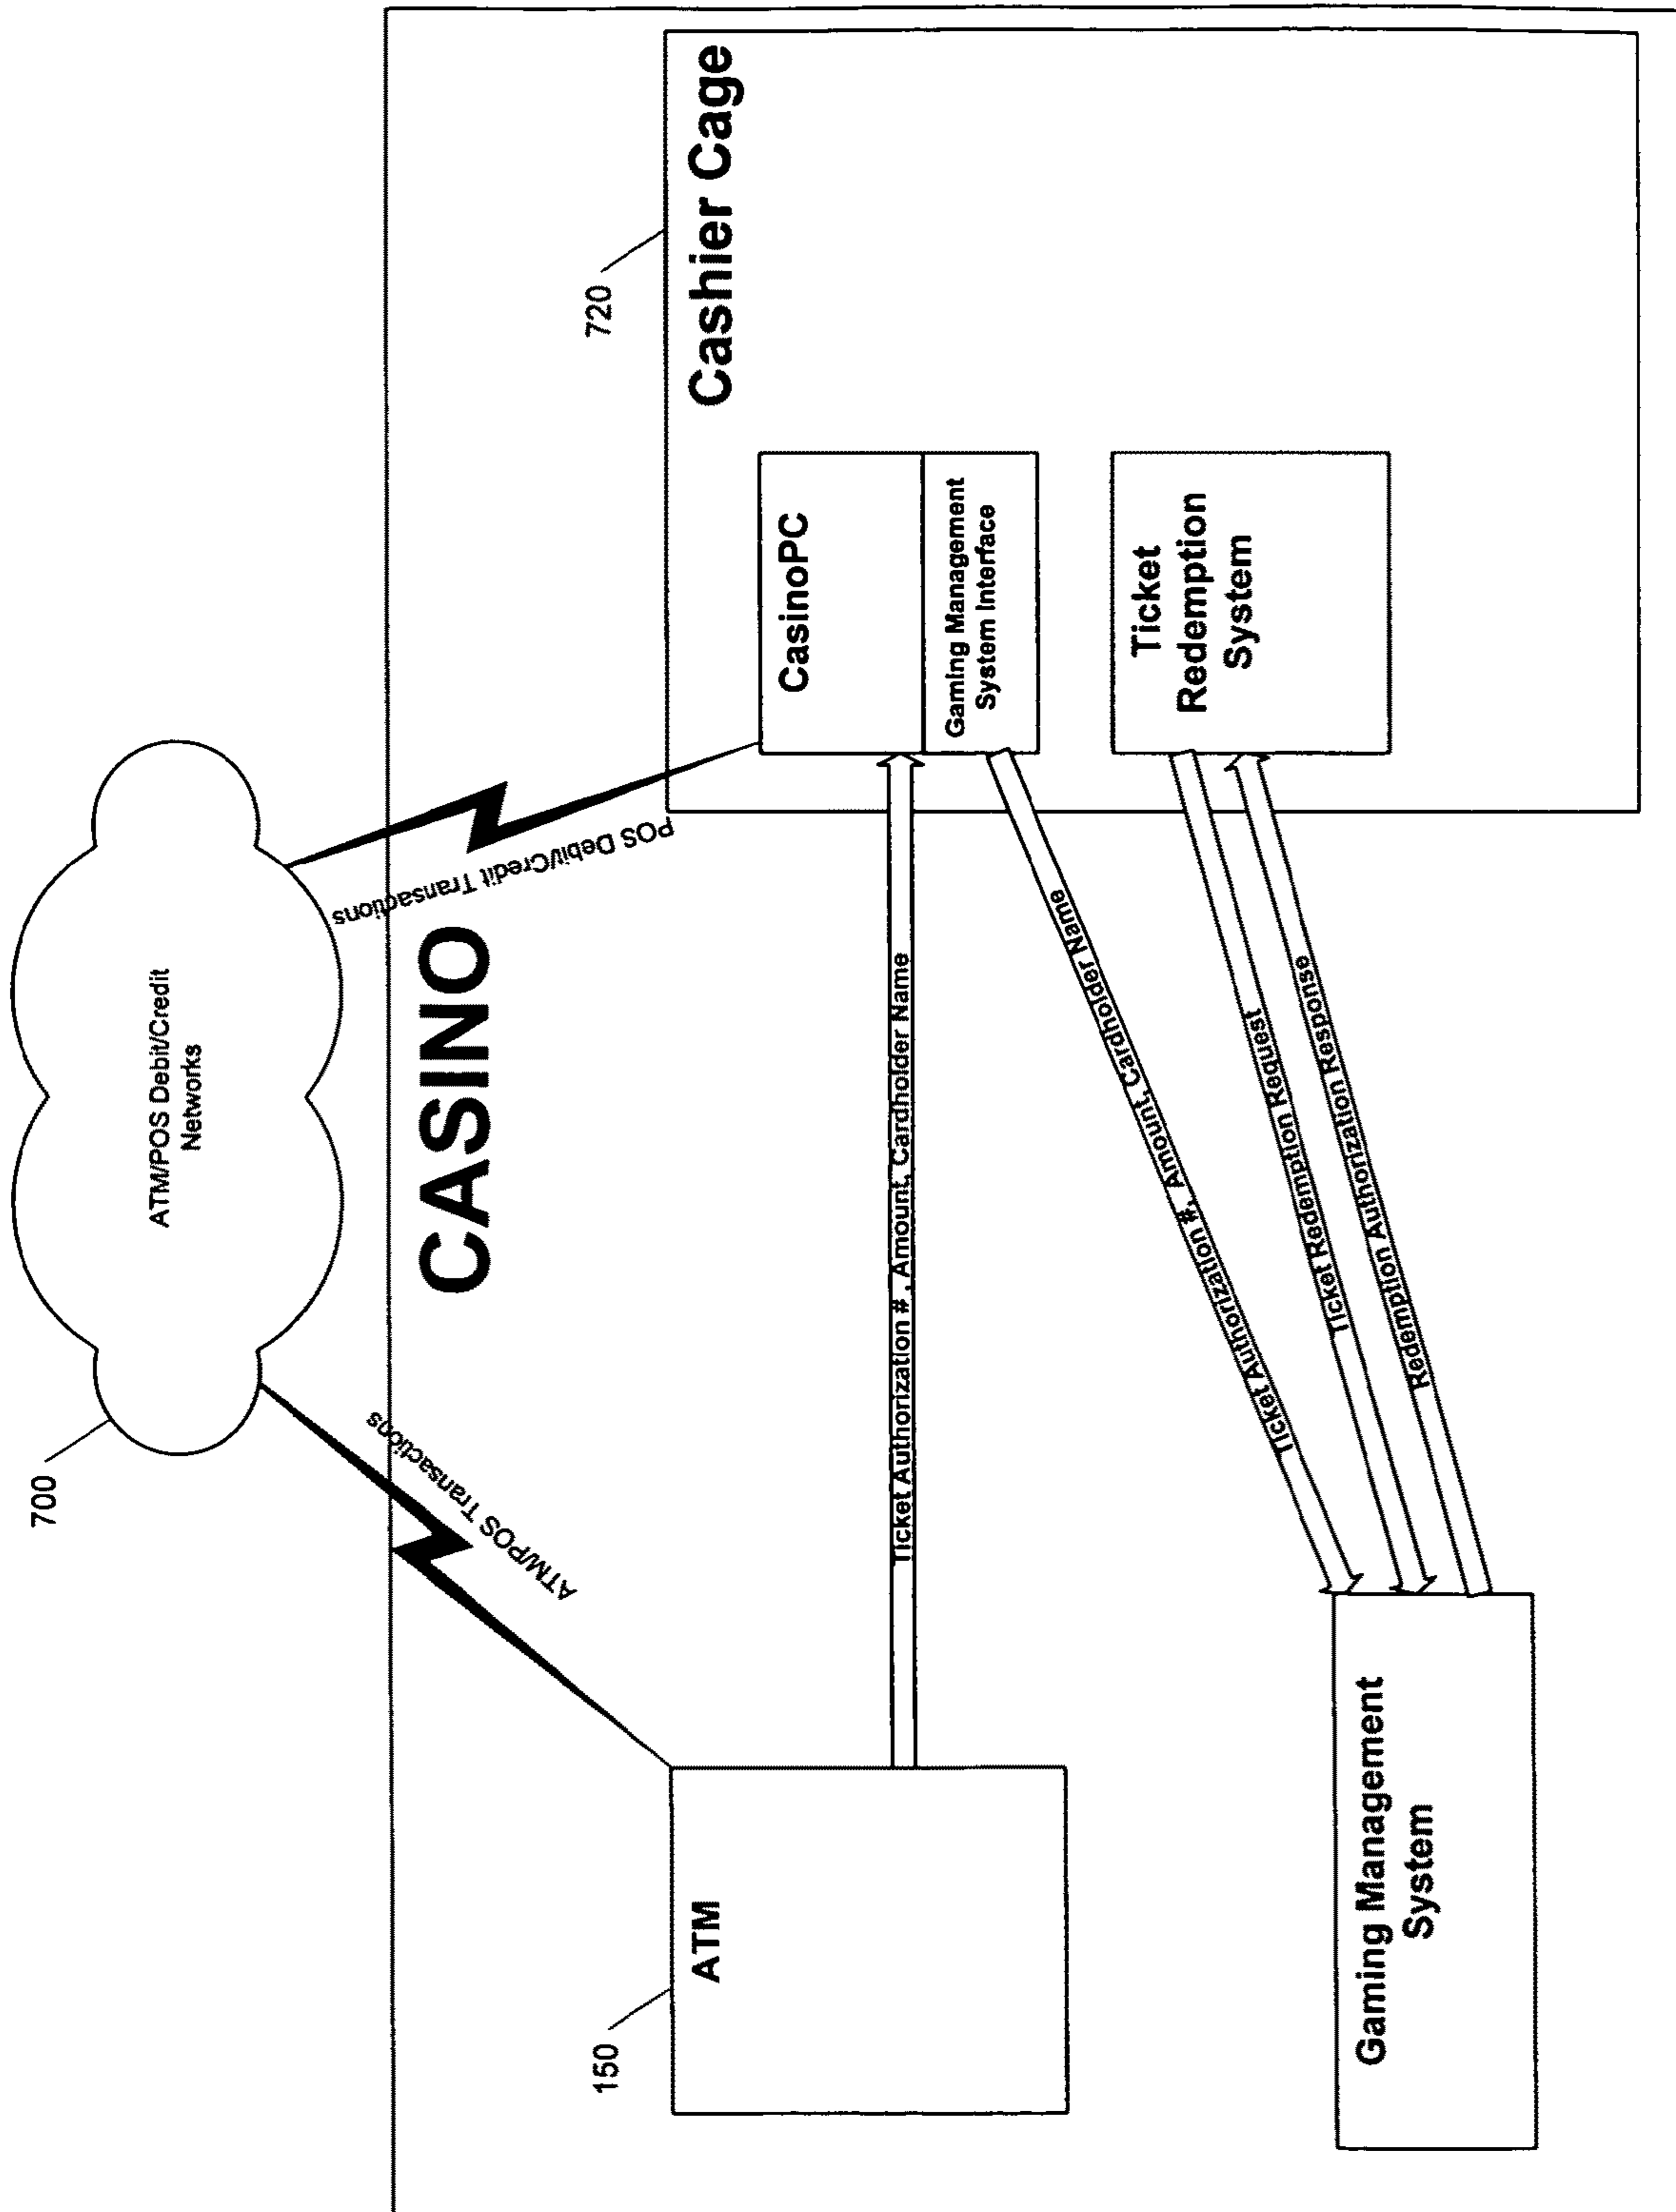 700
ATM/POS Debit/Credit
Networks
ATM/POS Transactions
POS Debit/Credit Transactions
CASINO
720
Cashier Cage
150
ATM
Ticket Authorization # , Amount, Cardholder Name
CasinoPC
Gaming Management
System Interface
Ticket Authorization #, Amount, Cardholder Name
Ticket
Redemption
System
Ticket Redemption Request
Redemption Authorization Response
Gaming Management
System